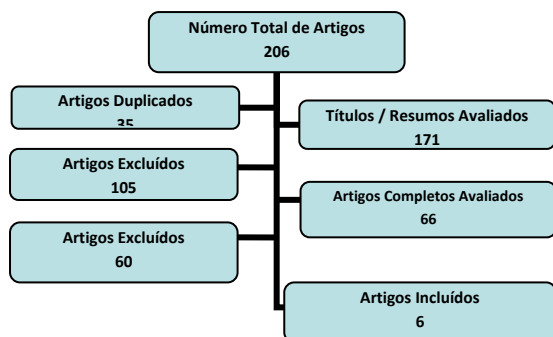 Número Total de Artigos
206
Artigos Duplicados
35
Títulos / Resumos Avaliados
171
Artigos Excluídos
105
Artigos Completos Avaliados
66
Artigos Excluídos
60
Artigos Incluídos
6